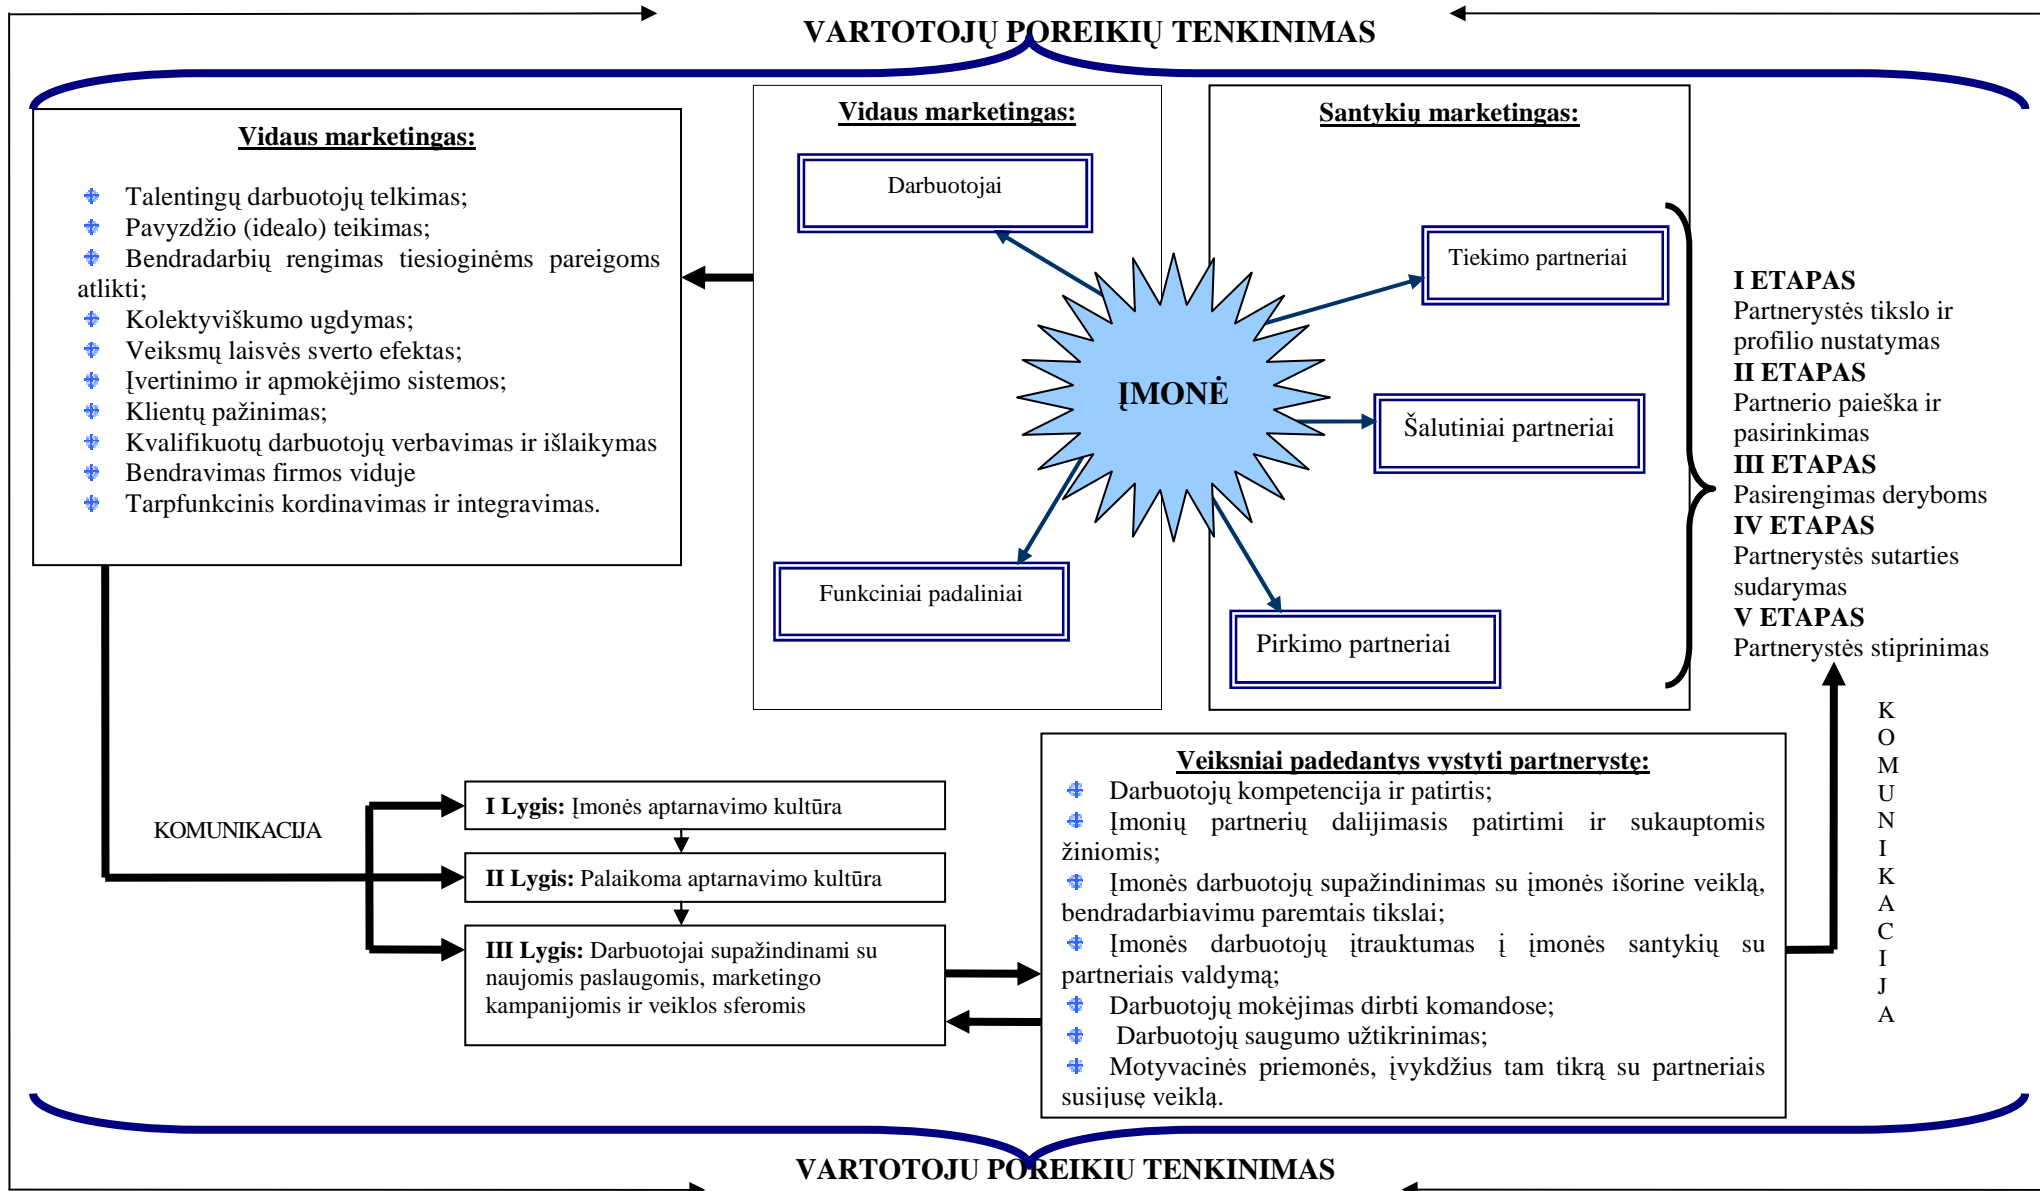 VARTOTOJŲ POREIKIŲ TENKINIMAS
Vidaus marketingas:
Talentingų darbuotojų telkimas;
Pavyzdžio (idealo) teikimas;
Bendradarbių rengimas tiesioginėms pareigoms
atlikti;
Kolektyviškumo ugdymas;
Veiksmų laisvės sverto efektas;
Įvertinimo ir apmokėjimo sistemos;
Klientų pažinimas;
Kvalifikuotų darbuotojų verbavimas ir išlaikymas
Bendravimas firmos viduje
Tarpfunkcinis kordinavimas ir integravimas.
Vidaus marketingas:
Darbuotojai
ĮMONĖ
Funkciniai padaliniai
Santykių marketingas:
Tiekimo partneriai
Šalutiniai partneriai
Pirkimo partneriai
I ETAPAS
Partnerystės tikslo ir
profilio nustatymas
II ETAPAS
Partnerio paieška ir
pasirinkimas
III ETAPAS
Pasirengimas deryboms
IV ETAPAS
Partnerystės sutarties
sudarymas
V ETAPAS
Partnerystės stiprinimas
KOMUNIKACIJA
I Lygis: Įmonės aptarnavimo kultūra
II Lygis: Palaikoma aptarnavimo kultūra
III Lygis: Darbuotojai supažindinami su
naujomis paslaugomis, marketingo
kampanijomis ir veiklos sferomis
Veiksniai padedantys vystyti partnerystę:
Darbuotojų kompetencija ir patirtis;
Įmonių partnerių dalijimasis patirtimi ir sukauptomis
žiniomis;
Įmonės darbuotojų supažindinimas su įmonės išorine veiklą,
bendradarbiavimu paremtais tikslai;
Įmonės darbuotojų įtrauktumas į įmonės santykių su
partneriais valdymą;
Darbuotojų mokėjimas dirbti komandose;
Darbuotojų saugumo užtikrinimas;
Motyvacinės priemonės, įvykdžius tam tikrą su partneriais
susijusę veiklą.
K
O
M
U
N
I
K
A
C
I
J
A
VARTOTOJU POREIKIU TENKINIMAS